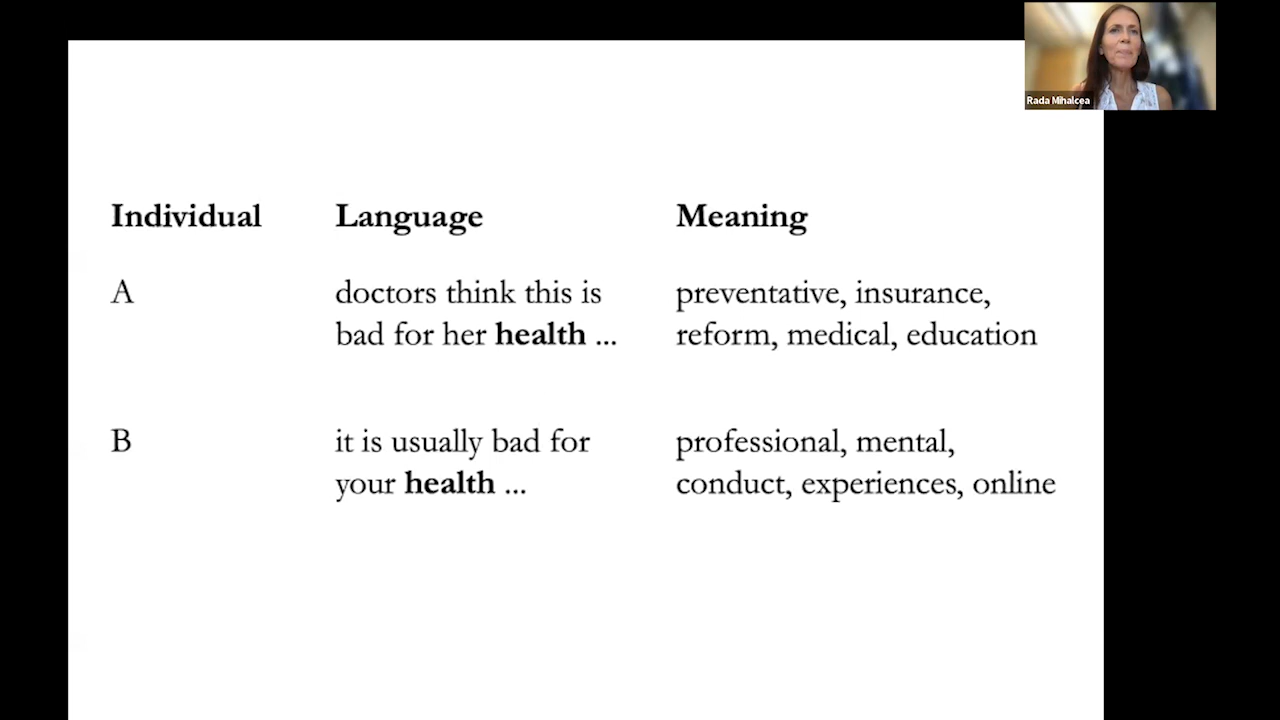 Rada Mihalcea
Individual Language Meaning
A doctors think this is preventative, insurance,
bad for her health ... reform, medical, education
B it is usually bad for professional, mental,
your health ... conduct, experiences, online